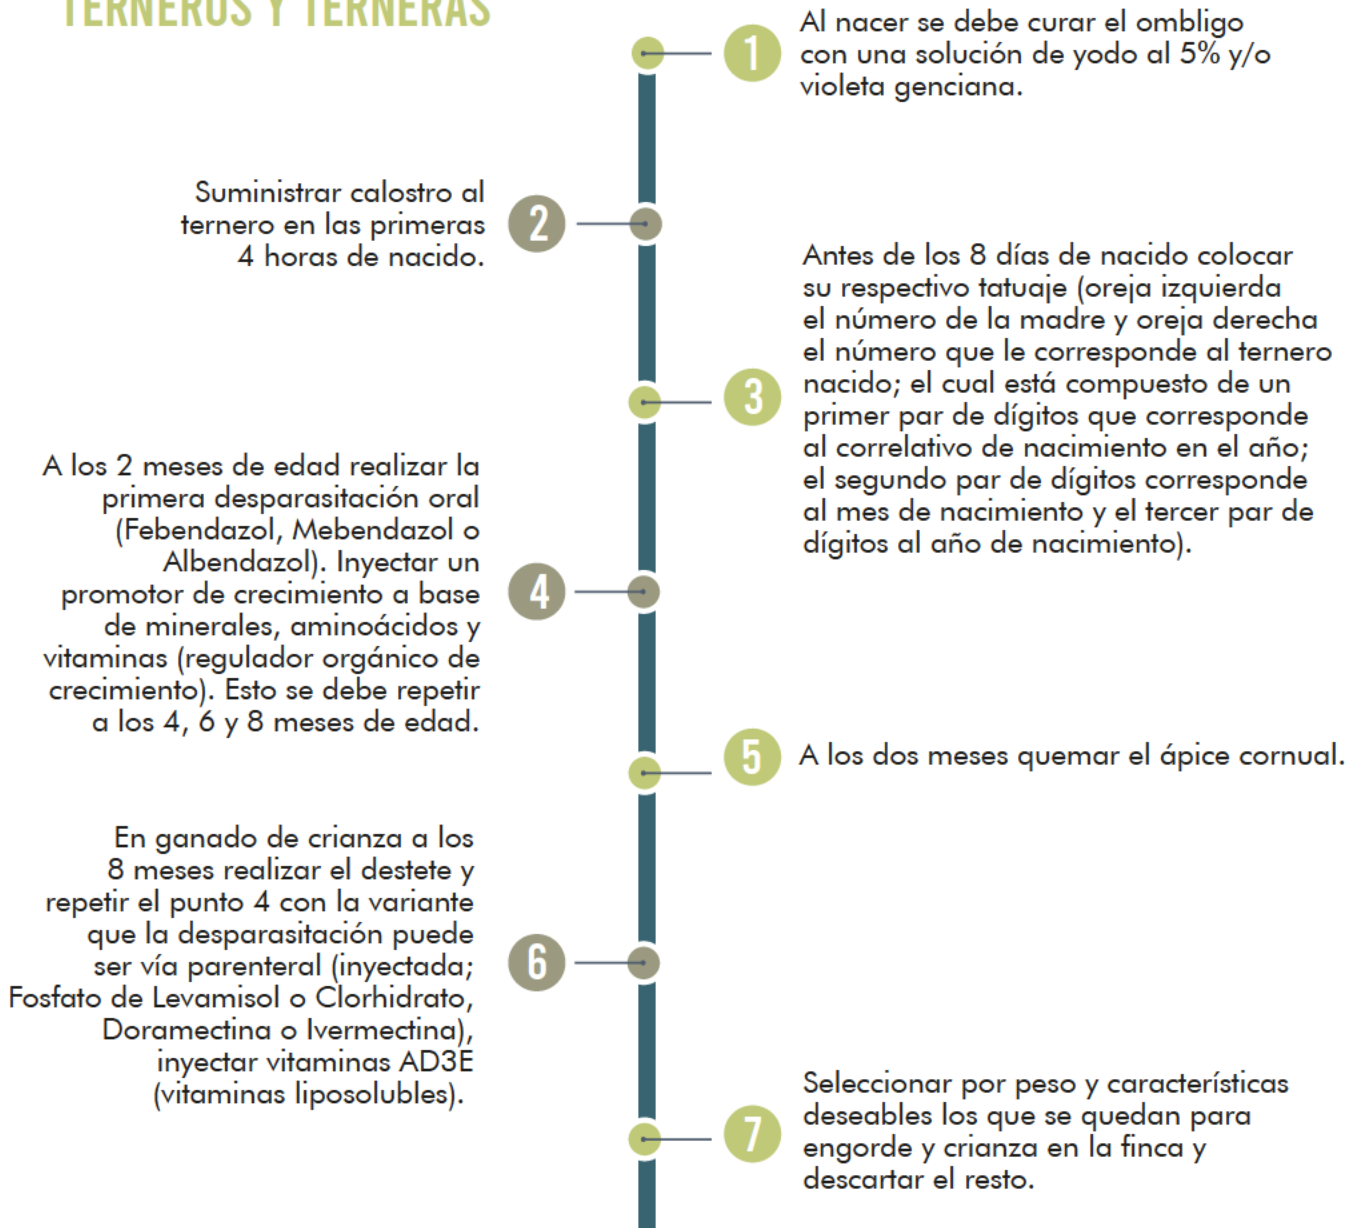 TERNEROS Y TERNERAS
1
Al nacer se debe curar el ombligo
con una solución de yodo al 5% y/o
violeta genciana.
Suministrar calostro al
ternero en las primeras
4 horas de nacido.
2
3
Antes de los 8 días de nacido colocar
su respectivo tatuaje (oreja izquierda
el número de la madre y oreja derecha
el número que le corresponde al ternero
nacido; el cual está compuesto de un
primer par de dígitos que corresponde
al correlativo de nacimiento en el año;
el segundo par de dígitos corresponde
al mes de nacimiento y el tercer par de
dígitos al año de nacimiento).
A los 2 meses de edad realizar la
primera desparasitación oral
(Febendazol, Mebendazol o
Albendazol). Inyectar un
promotor de crecimiento a base
de minerales, aminoácidos y
vitaminas (regulador orgánico de
crecimiento). Esto se debe repetir
a los 4, 6 y 8 meses de edad.
4
5
A los dos meses quemar el ápice cornual.
En ganado de crianza a los
8 meses realizar el destete y
repetir el punto 4 con la variante
que la desparasitación puede
ser vía parenteral (inyectada;
Fosfato de Levamisol o Clorhidrato,
Doramectina o Ivermectina),
inyectar vitaminas AD3E
(vitaminas liposolubles).
6
7
Seleccionar por peso y características
deseables los que se quedan para
engorde y crianza en la finca y
descartar el resto.